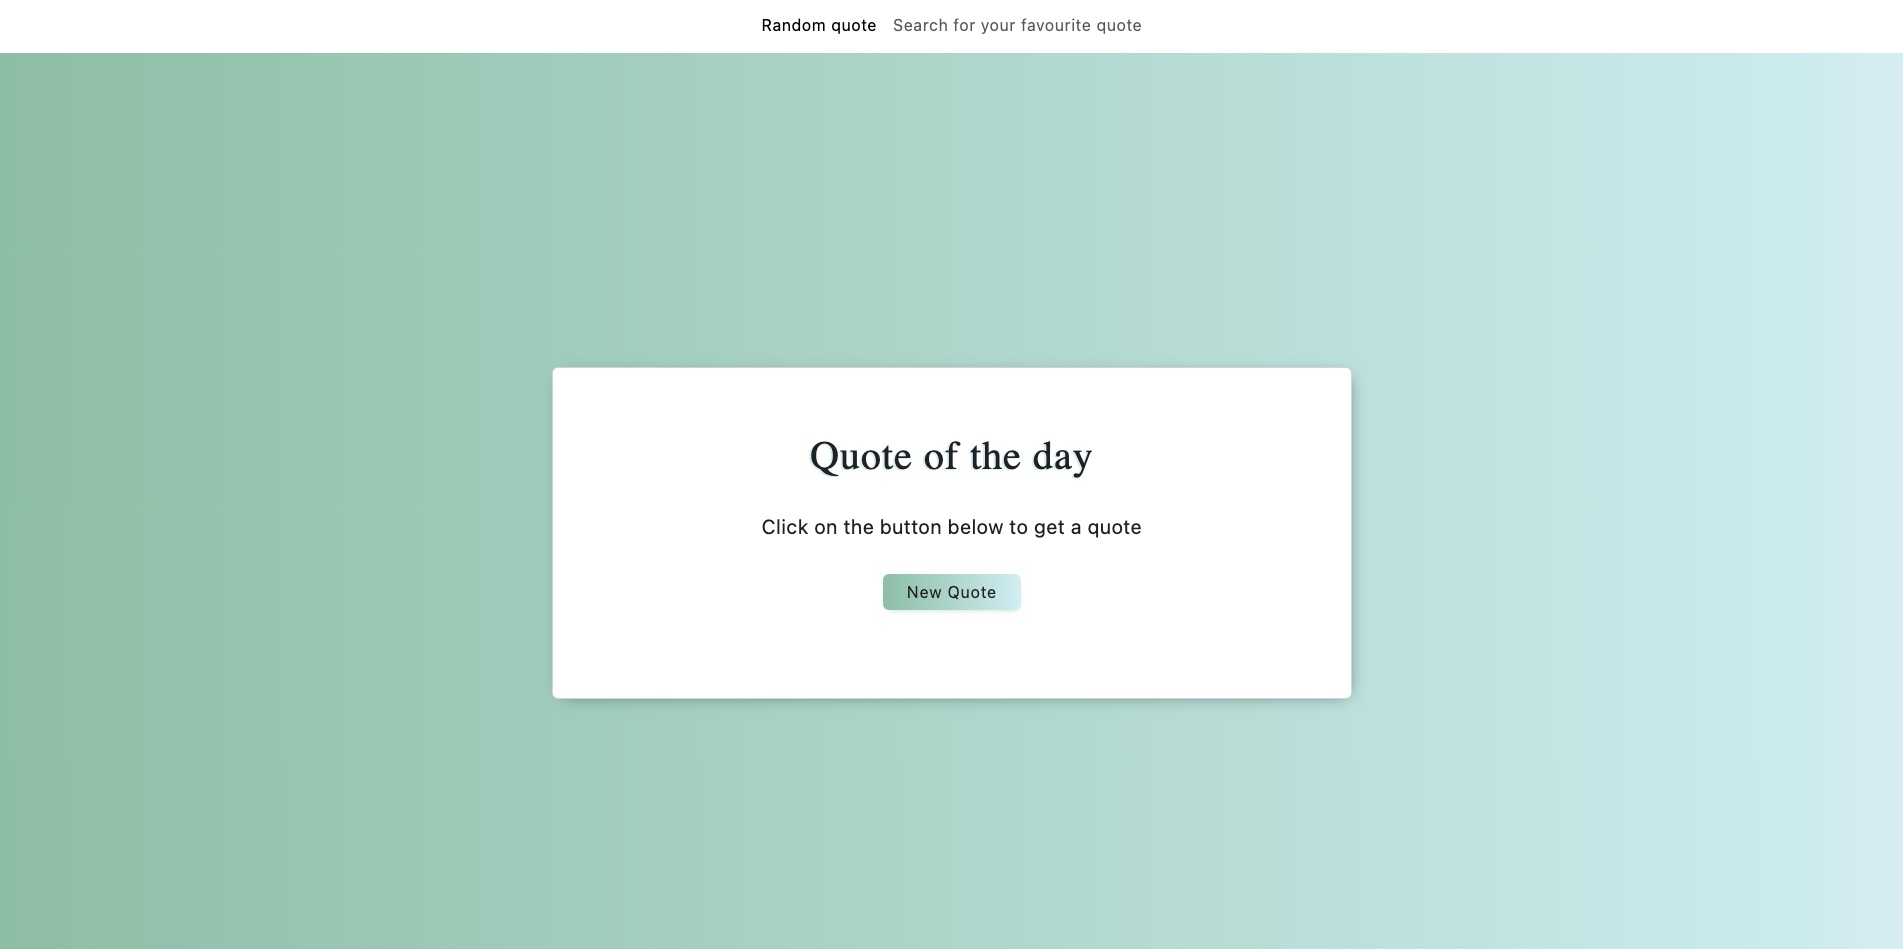 Random quote Search for your favourite quote
Quote of the day
Click on the button below to get a quote
New Quote